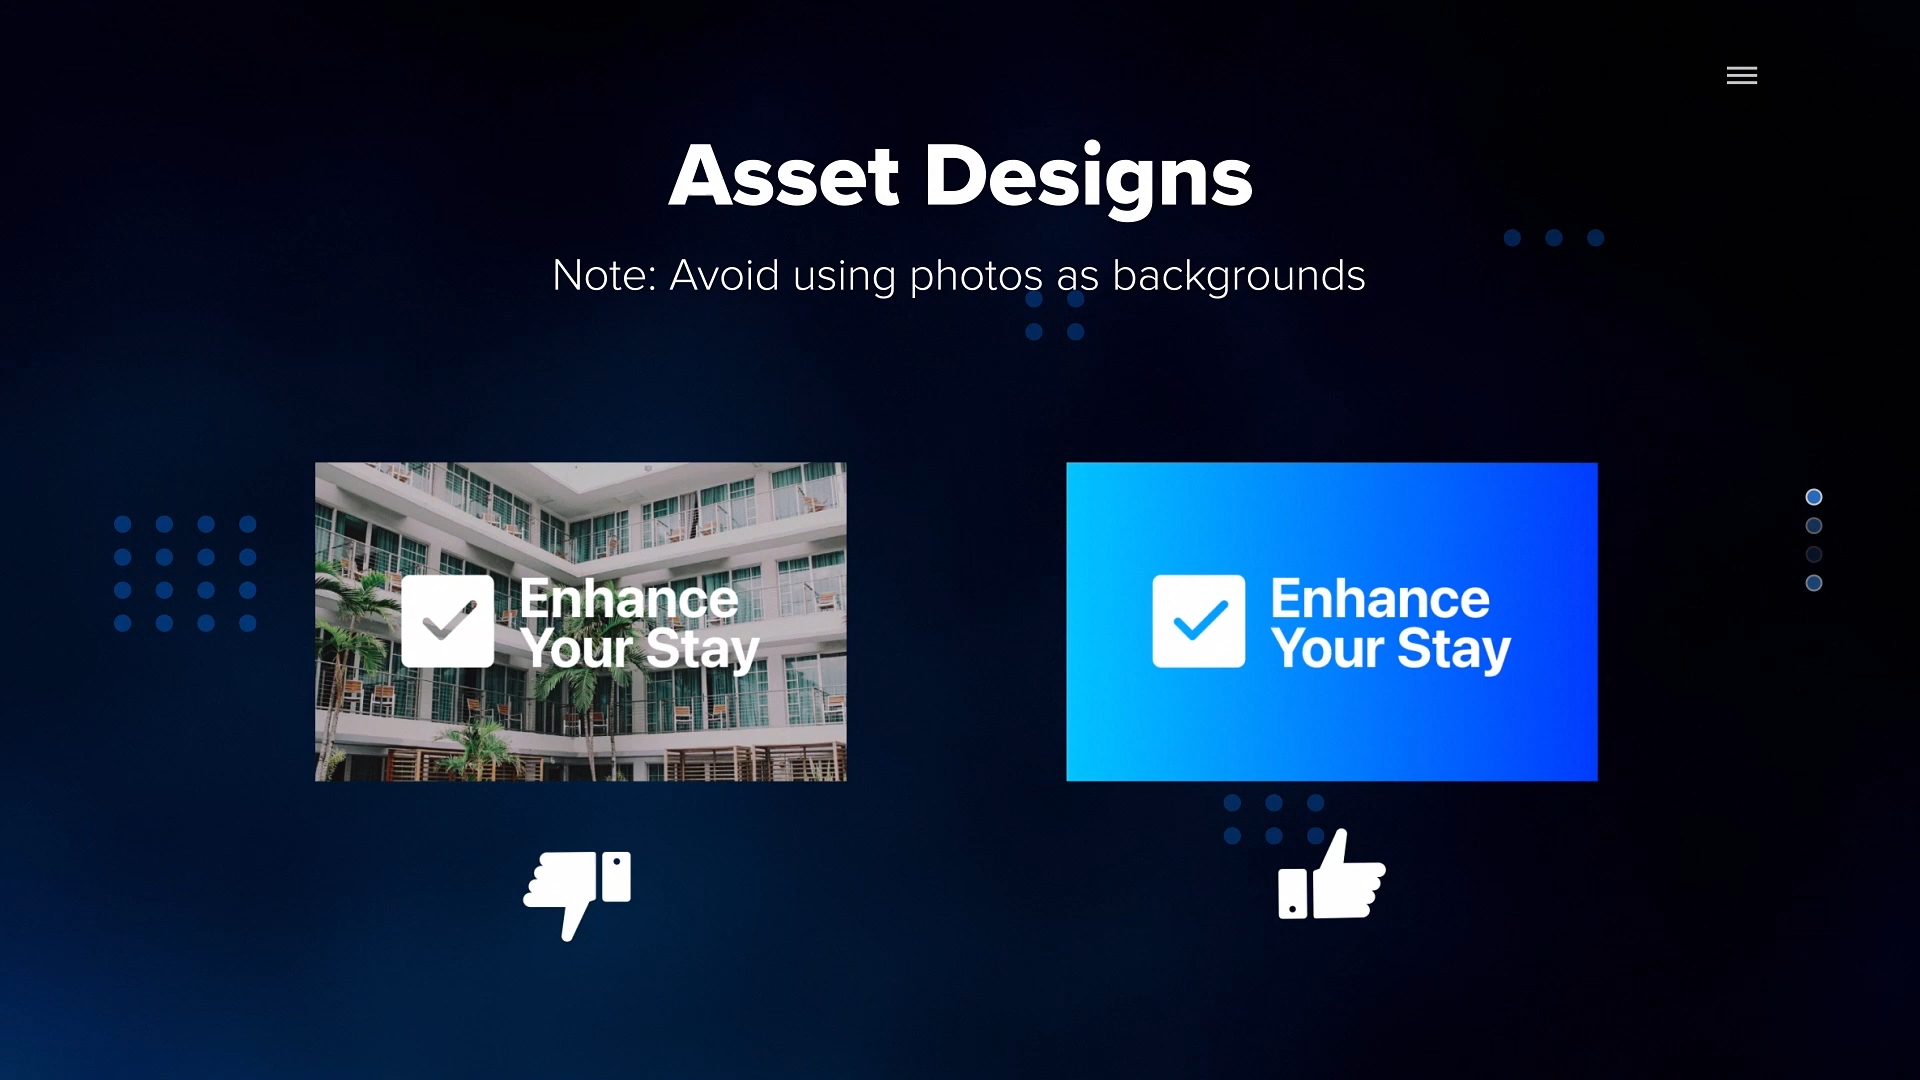 Asset Designs
Note: Avoid using photos as backgrounds
Enhance
Your Stay
Enhance
Your Stay